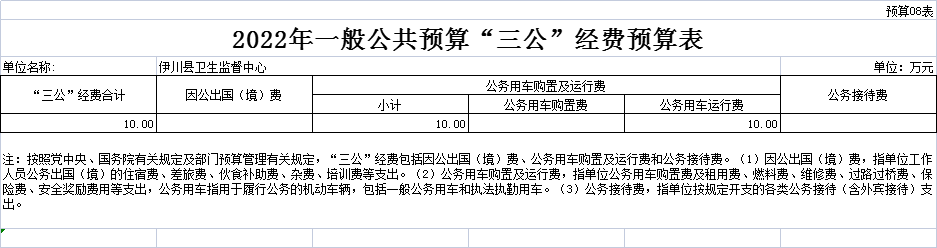 预算08表
2022年一般公共预算“三公”经费预算表
单位名称: 伊川县卫生监督中心 单位：万元
“三公”经费合计 因公出国（境）费 公务用车购置及运行费 公务接待费
小计 公务用车购置费 公务用车运行费
10.00 10.00 10.00
注：按照党中央、国务院有关规定及部门预算管理有关规定，“三公”经费包括因公出国（境）费、公务用车购置及运行费和公务接待费。（1）因公出国（境）费，指单位工作
人员公务出国（境）的住宿费、差旅费、伙食补助费、杂费、培训费等支出。（2）公务用车购置及运行费，指单位公务用车购置费及租用费、燃料费、维修费、过路过桥费、保
险费、安全奖励费用等支出，公务用车指用于履行公务的机动车辆，包括一般公务用车和执法执勤用车。（3）公务接待费，指单位按规定开支的各类公务接待（含外宾接待）支
出。